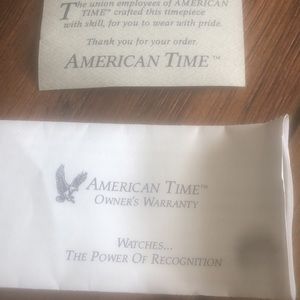 The union employees of AMERICAN
TIME™ crafted this timepiece
with skill, for you to wear with pride.
Thank you for your order.
AMERICAN TIME™
AMERICAN TIME™
OWNER'S WARRANTY
WATCHES...
THE POWER OF RECOGNITION